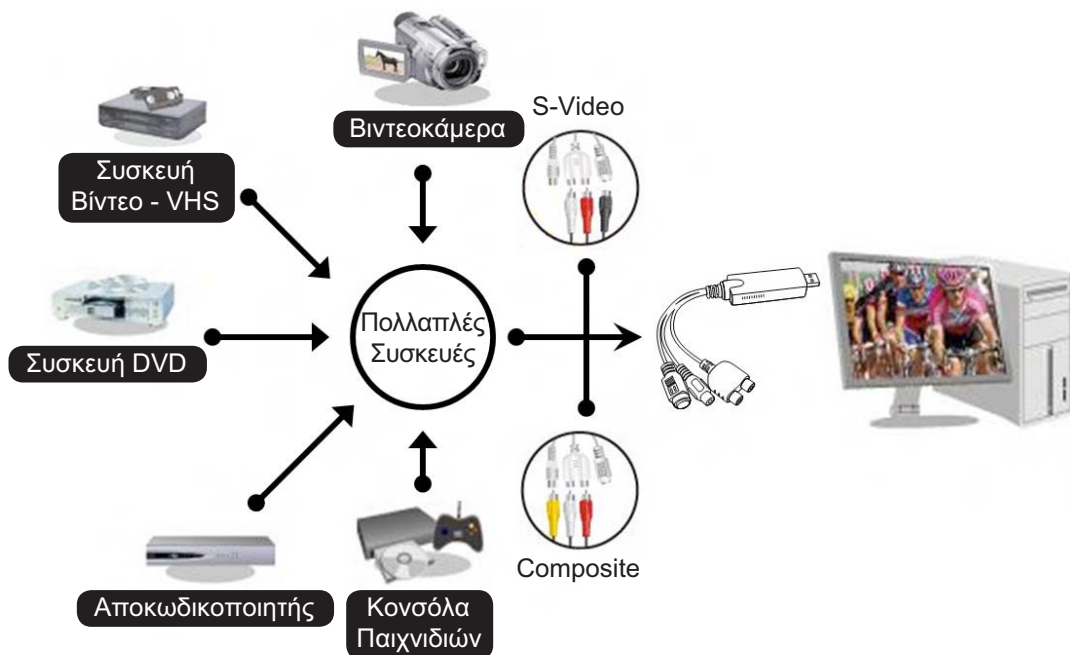 Βιντεοκάμερα
S-Video
Συσκευή
Βίντεο - VHS
Πολλαπλές
Συσκευές
Συσκευή DVD
Αποκωδικοποιητής
Κονσόλα
Παιχνιδιών
Composite